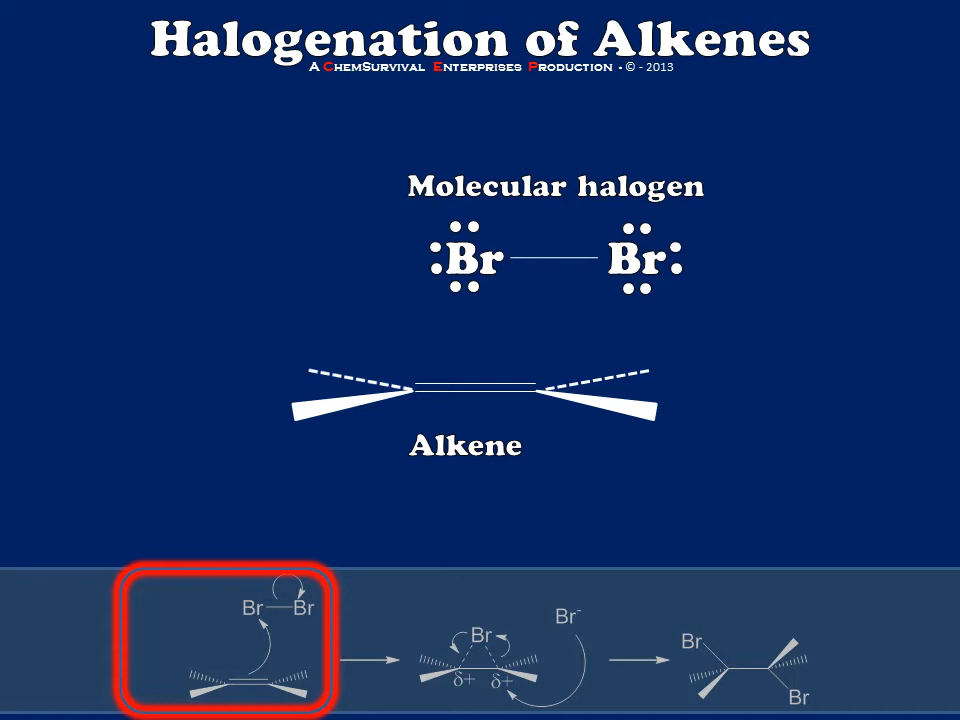 Halogenation of Alkenes
A ChemSurvival Enterprises Production - © - 2013
Molecular halogen
:Br Br:
Alkene
Br Br
Br
Br-
δ+ δ+
Br
Br